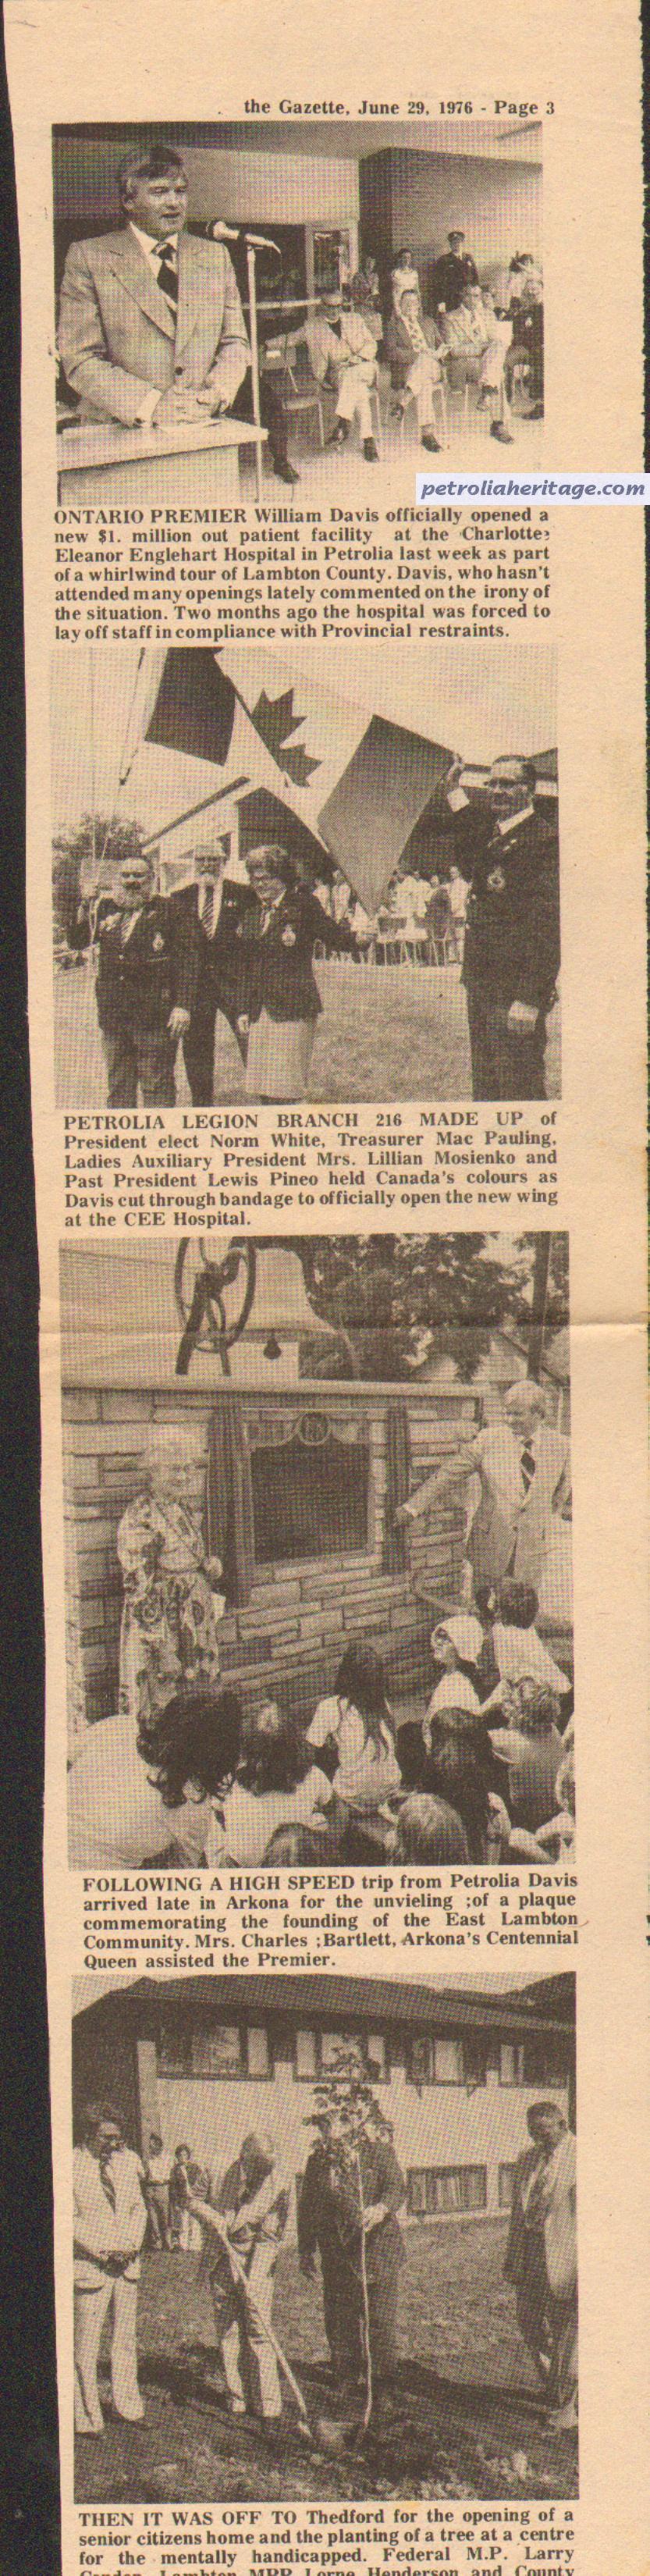 the Gazette, June 29, 1976 - Page 3
petroliaheritage.com
ONTARIO PREMIER William Davis officially opened a
new $1. million out patient facility at the Charlotte
Eleanor Englehart Hospital in Petrolia last week as part
of a whirlwind tour of Lambton County. Davis, who hasn't
attended many openings lately commented on the irony of
the situation. Two months ago the hospital was forced to
lay off staff in compliance with Provincial restraints.
PETROLIA LEGION BRANCH 216 MADE UP of
President elect Norm White, Treasurer Mac Pauling,
Ladies Auxiliary President Mrs. Lillian Mosienko and
Past President Lewis Pineo held Canada's colours as
Davis cut through bandage to officially open the new wing
at the CEE Hospital.
FOLLOWING A HIGH SPEED trip from Petrolia Davis
arrived late in Arkona for the unvieling ;of a plaque
commemorating the founding of the East Lambton
Community. Mrs. Charles ;Bartlett, Arkona's Centennial
Queen assisted the Premier.
THEN IT WAS OFF TO Thedford for the opening of a
senior citizens home and the planting of a tree at a centre
for the mentally handicapped. Federal M.P. Larry
Lambton MPP Lorne Henderson and County